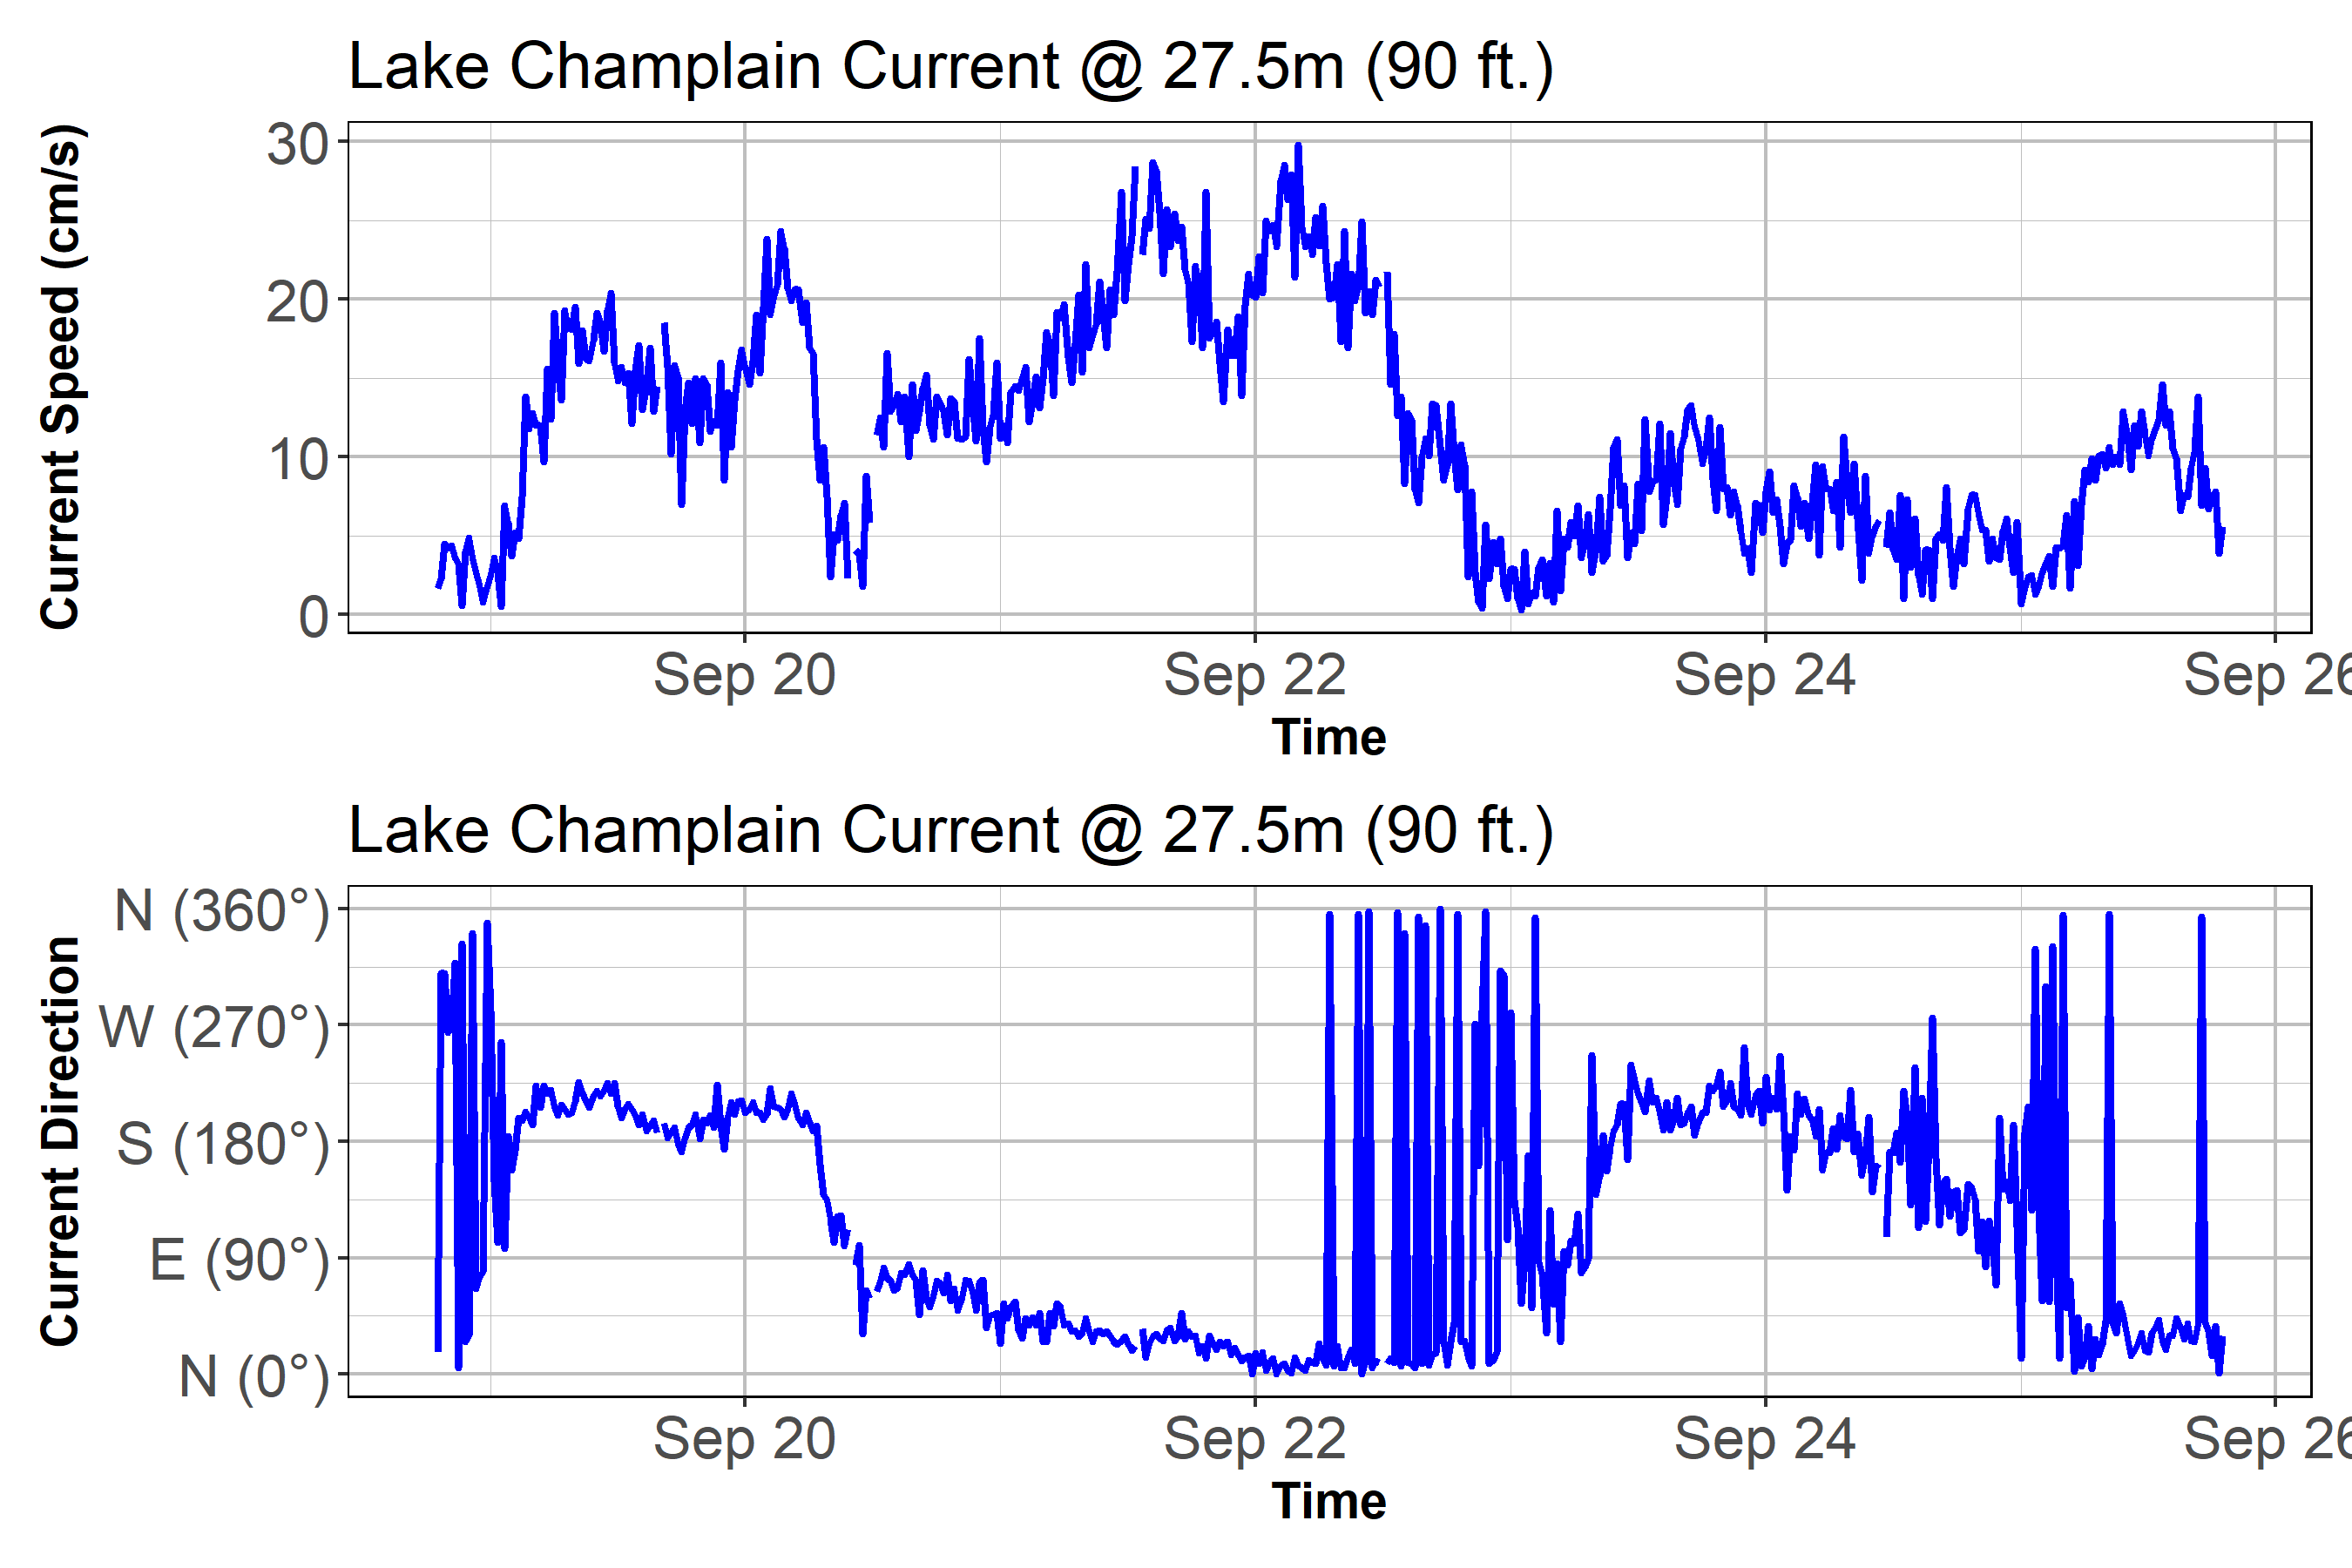 Lake Champlain Current @ 27.5m (90 ft.)
Current Speed (cm/s)
30
20
10
0
Sep 20 Sep 22 Sep 24 Sep 26
Time
Lake Champlain Current @ 27.5m (90 ft.)
Current Direction
N (360°)
W (270°)
S (180°)
E (90°)
N (0°)
Sep 20 Sep 22 Sep 24 Sep 26
Time